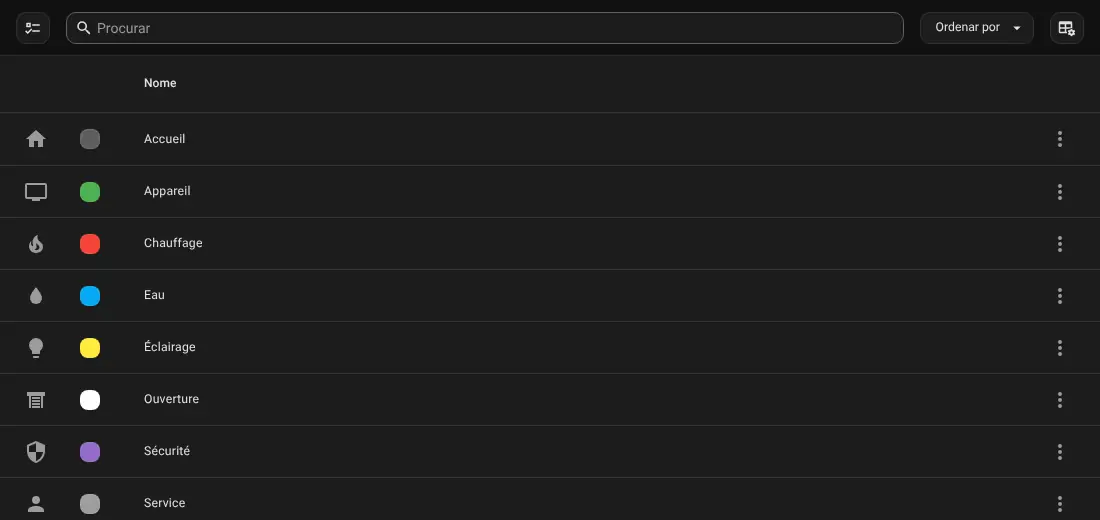 Procurar
Ordenar por
Nome
Accueil
Appareil
Chauffage
Eau
Éclairage
Ouverture
Sécurité
Service